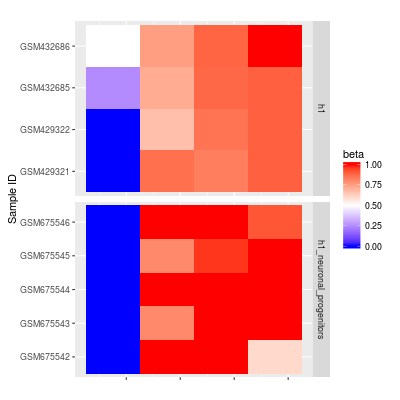 GSM432686
GSM432685
GSM429322
GSM429321
h1
GSM675546
GSM675545
GSM675544
GSM675543
GSM675542
h1_neuronal_progenitors
Sample ID
beta
1.00
0.75
0.50
0.25
0.00